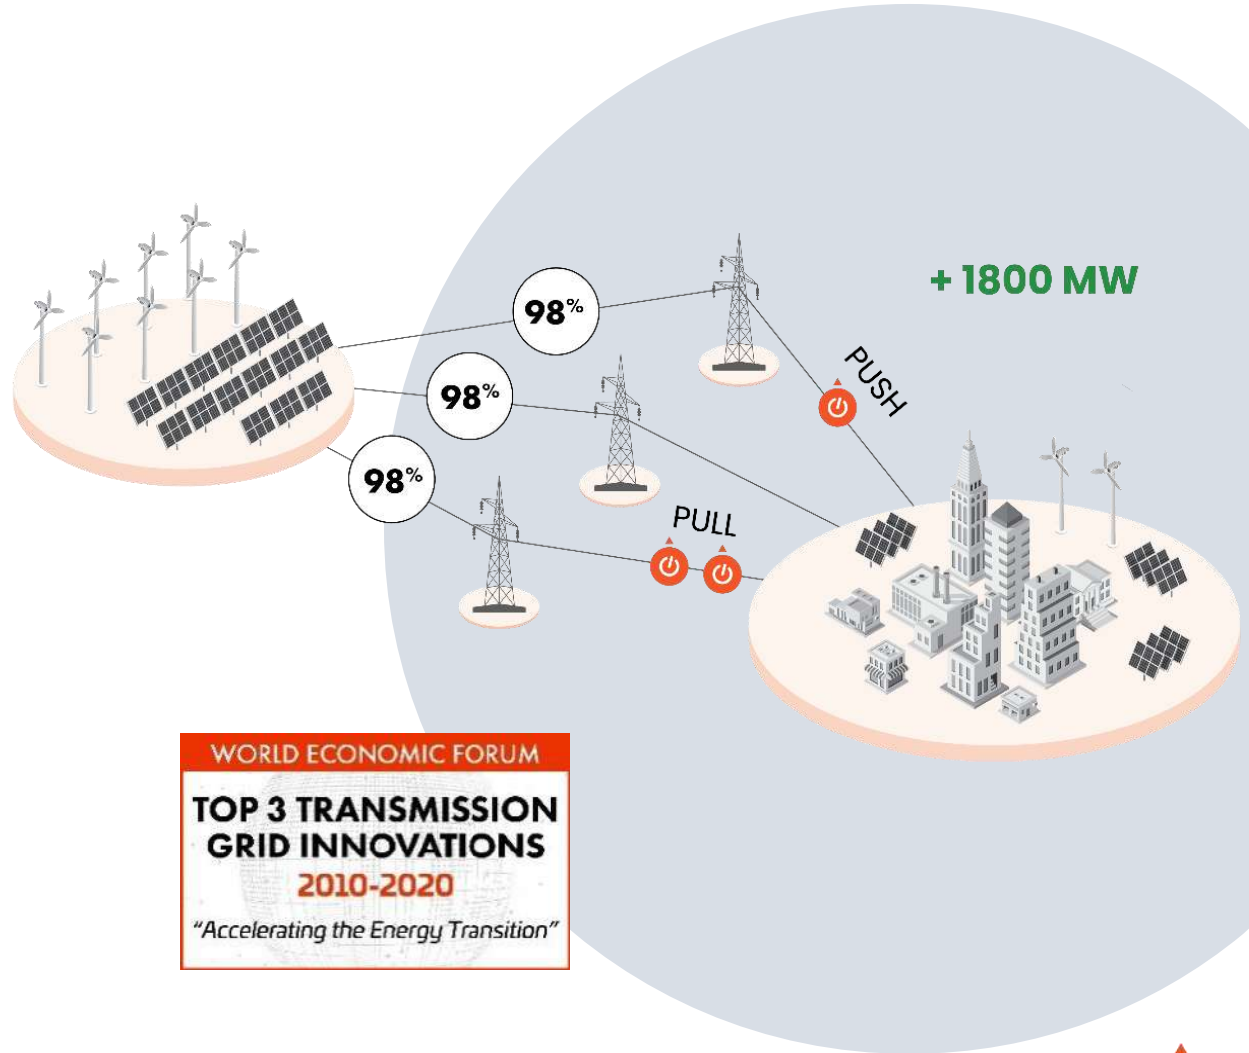 + 1800 MW
98%
98%
98%
PUSH
PULL
WORLD ECONOMIC FORUM
TOP 3 TRANSMISSION
GRID INNOVATIONS
2010-2020
“Accelerating the Energy Transition”